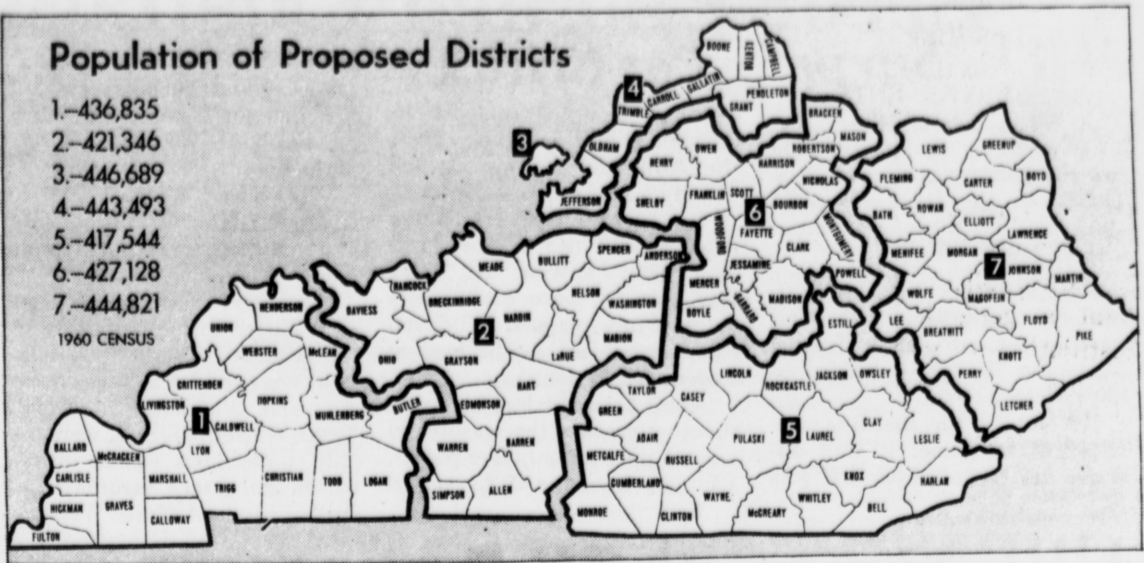 Population of Proposed Districts
1.–436,835
2.–421,346
3.–446,689
4.–443,493
5.–417,544
6.–427,128
7.–444,821
1960 CENSUS
1
BALLARD
McCRACKEN
CARLISLE
HICKMAN
FULTON
GRAVES
MARSHALL
CALLOWAY
LIVINGSTON
CRITTENDEN
LYON
CALDWELL
TRIGG
UNION
HENDERSON
WEBSTER
McLEAN
HOPKINS
MUHLENBERG
CHRISTIAN
TODD
LOGAN
BUTLER
2
DAVIESS
HANCOCK
OHIO
BRECKINRIDGE
MEADE
HARDIN
GRAYSON
BULLITT
SPENCER
ANDERSON
NELSON
WASHINGTON
MARION
LaRUE
HART
EDMONSON
WARREN
BARREN
SIMPSON
ALLEN
3
4
JEFFERSON
OLDHAM
TRIMBLE
CARROLL
GALLATIN
BOONE
KENTON
CAMPBELL
GRANT
PENDLETON
5
TAYLOR
GREEN
ADAIR
METCALFE
CUMBERLAND
MONROE
CLINTON
RUSSELL
CASEY
LINCOLN
PULASKI
WAYNE
McCREARY
ROCKCASTLE
LAUREL
WHITLEY
JACKSON
ESTILL
OWSLEY
CLAY
KNOX
BELL
LESLIE
HARLAN
6
HENRY
OWEN
SHELBY
FRANKLIN
SCOTT
HARRISON
BRACKEN
MASON
ROBERTSON
NICHOLAS
BOURBON
FAYETTE
WOODFORD
JESSAMINE
CLARK
MONTGOMERY
POWELL
MADISON
GARRARD
MERCER
BOYLE
7
LEWIS
GREENUP
FLEMING
CARTER
BOYD
ROWAN
BATH
ELLIOTT
LAWRENCE
MENIFEE
MORGAN
JOHNSON
MARTIN
WOLFE
MAGOFFIN
LEE
BREATHITT
FLOYD
PIKE
KNOTT
PERRY
LETCHER